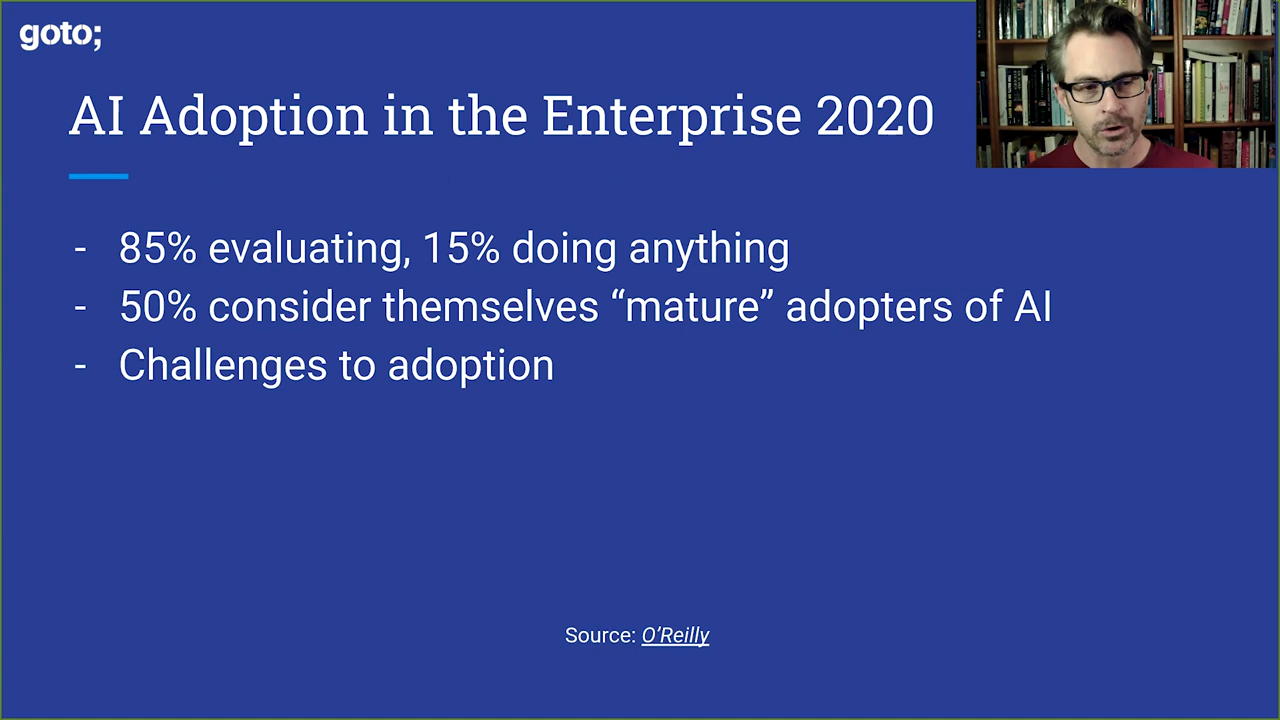 goto;
AI Adoption in the Enterprise 2020
- 85% evaluating, 15% doing anything
- 50% consider themselves “mature” adopters of AI
- Challenges to adoption
Source: O’Reilly